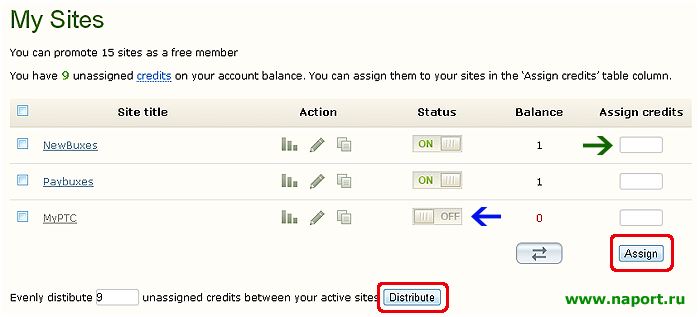 My Sites
You can promote 15 sites as a free member
You have 9 unassigned credits on your account balance. You can assign them to your sites in the 'Assign credits' table column.
Site title Action Status Balance Assign credits
NewBuxes ON 1
Paybuxes ON 1
MyPTC OFF 0
Assign
Evenly distibute 9 unassigned credits between your active sites Distribute
www.naport.ru